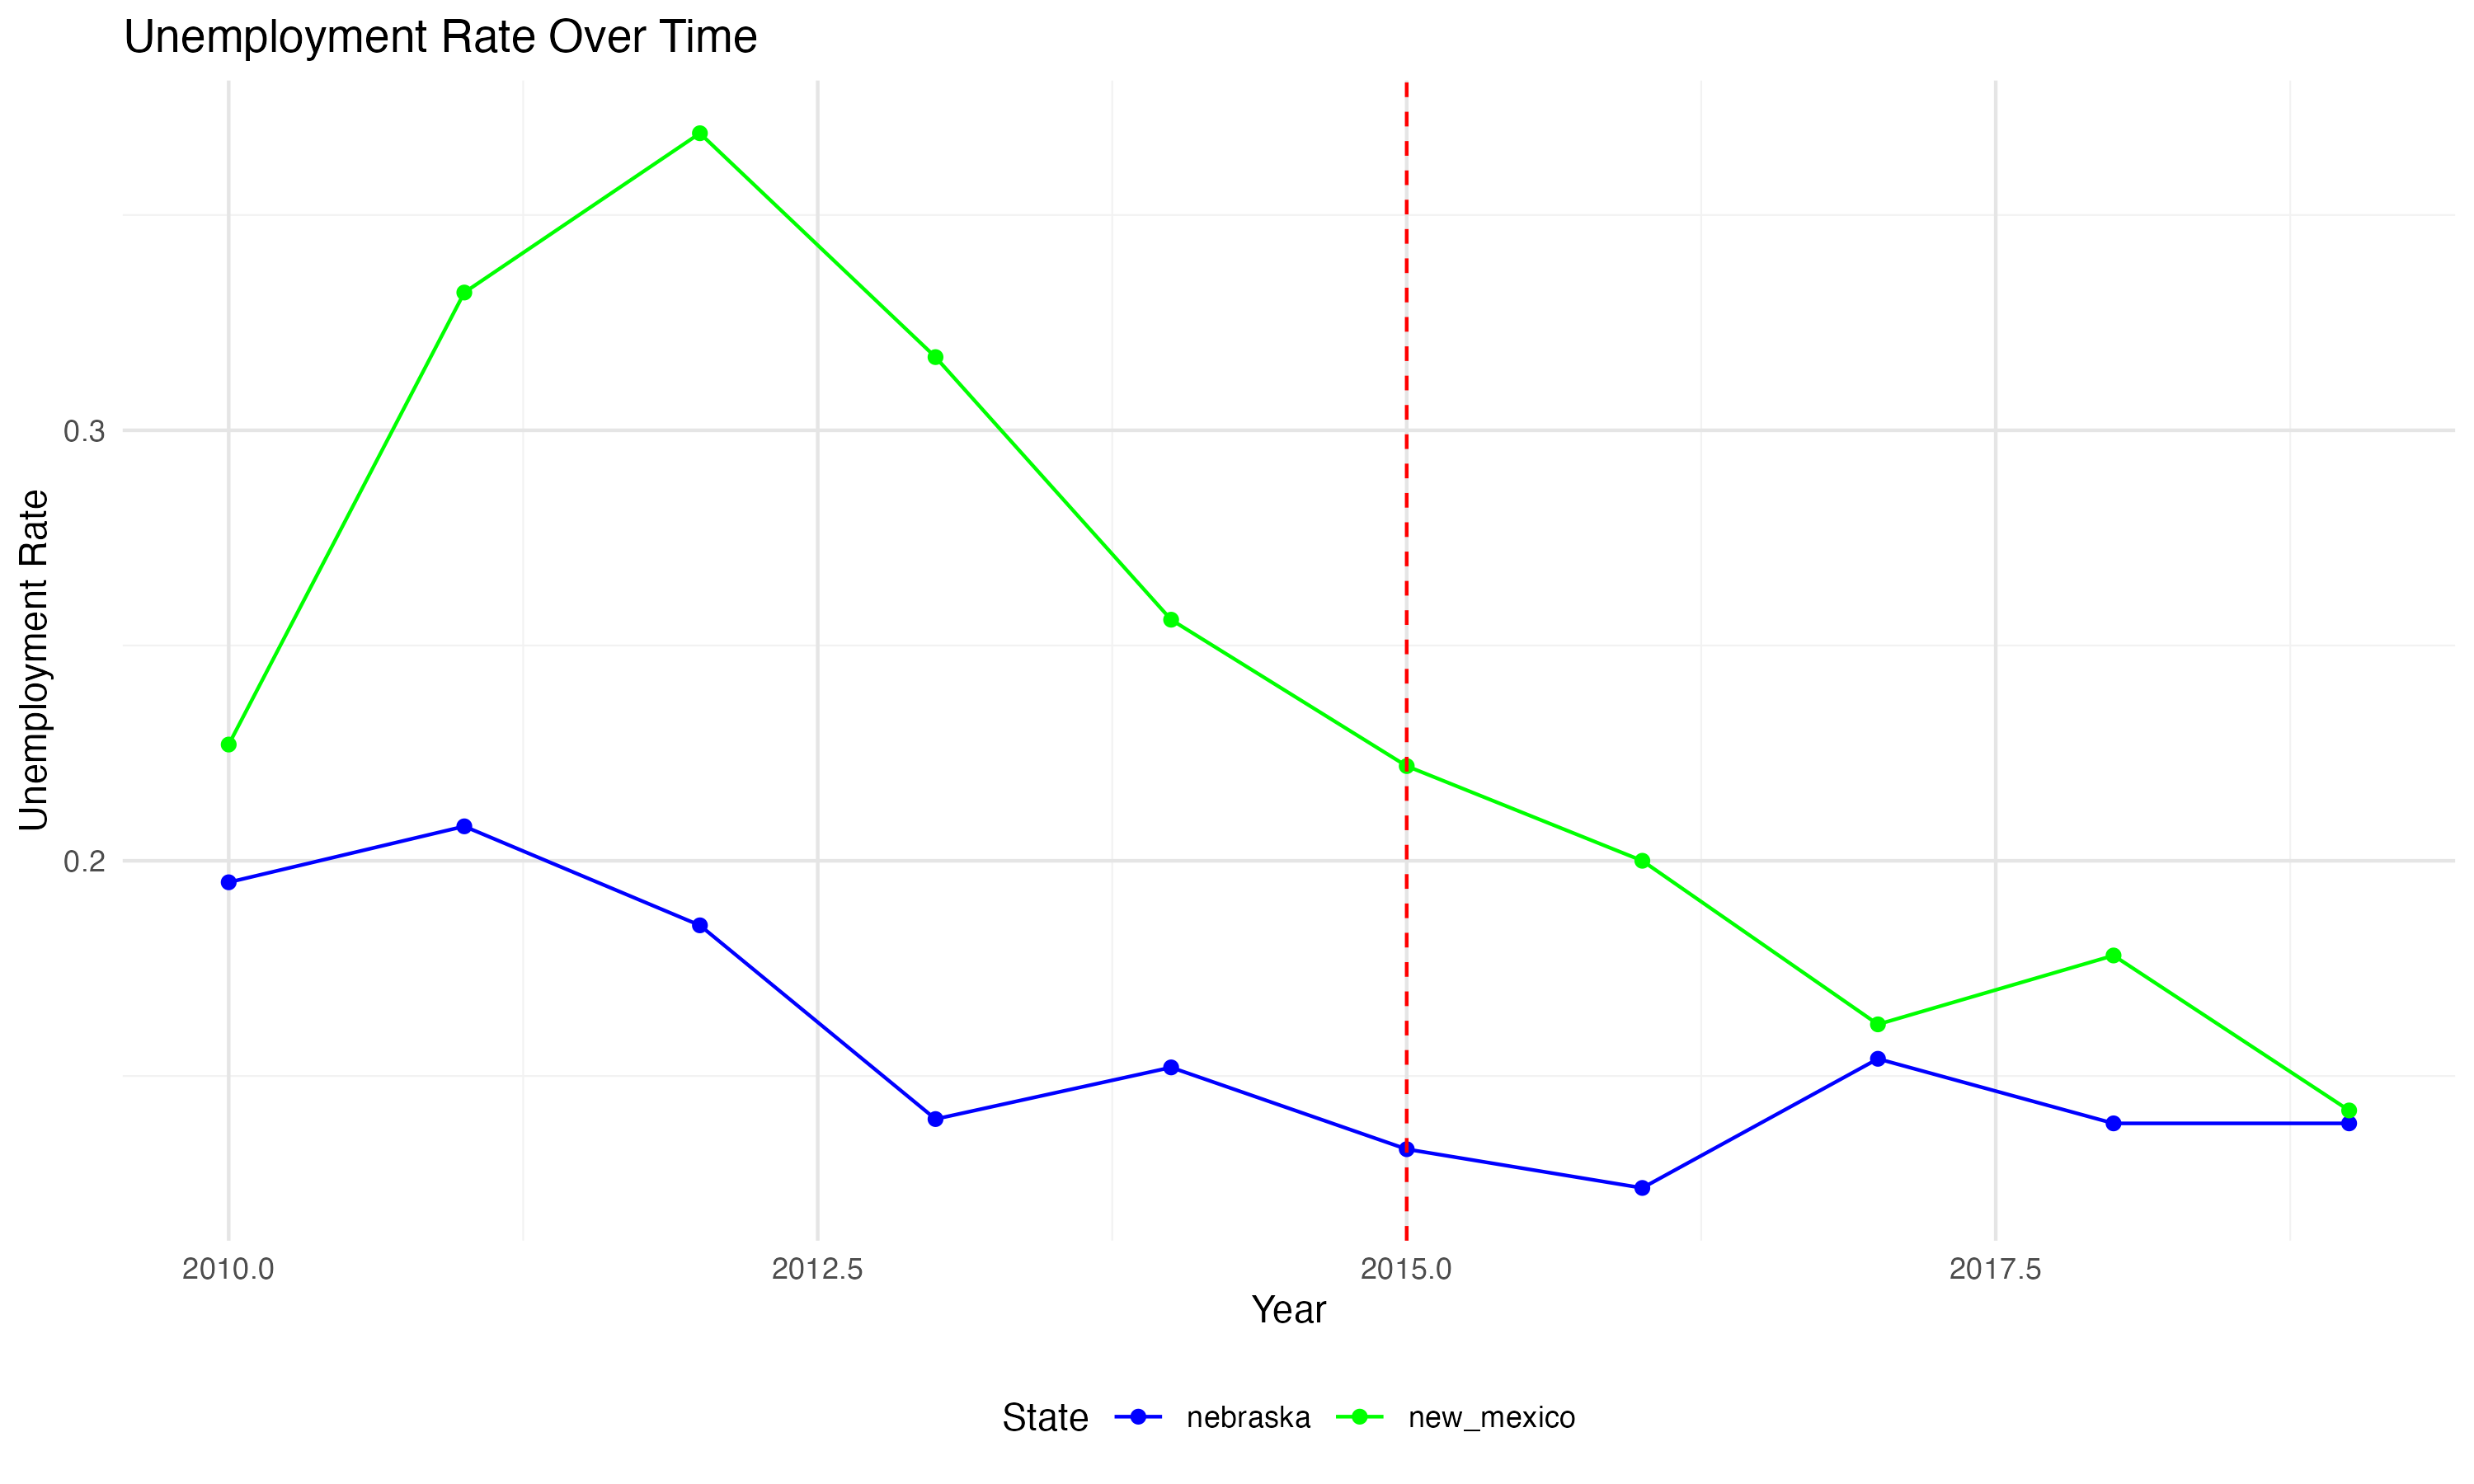 Unemployment Rate Over Time
Unemployment Rate
0.3
0.2
2010.0 2012.5 2015.0 2017.5
Year
State nebraska new_mexico